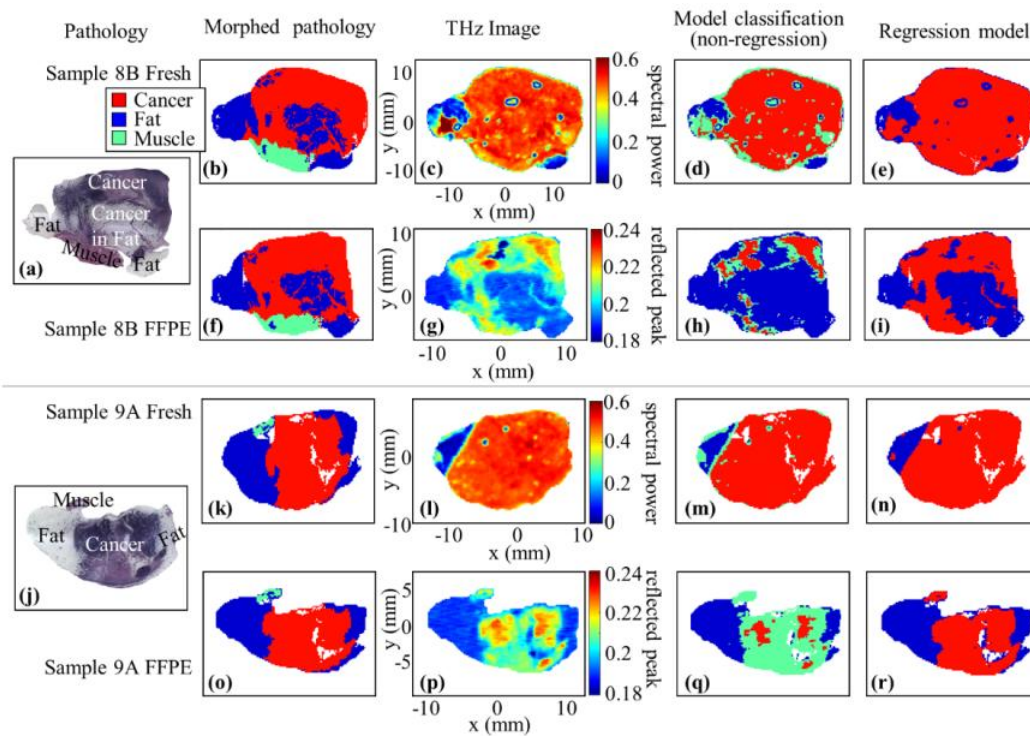 Pathology
Morphed pathology
THz Image
Model classification
(non-regression)
Regression model
Sample 8B Fresh
Cancer
Fat
Muscle
Cancer
Cancer
in Fat
Fat
Muscle
Fat
(a)
Sample 8B FFPE
(b)
10
0
-10
y (mm)
(c)
-10
0
10
x (mm)
0.6
0.4
0.2
0
spectral power
(d)
(e)
(f)
10
0
y (mm)
(g)
-10
0
10
x (mm)
0.24
0.22
0.2
0.18
reflected peak
(h)
(i)
Sample 9A Fresh
Muscle
Fat
Cancer
Fat
(j)
Sample 9A FFPE
(k)
0
-10
y (mm)
(l)
0.6
0.4
0.2
0
spectral power
(m)
(n)
(o)
5
0
-5
y (mm)
(p)
-10
0
10
x (mm)
0.24
0.22
0.2
0.18
reflected peak
(q)
(r)